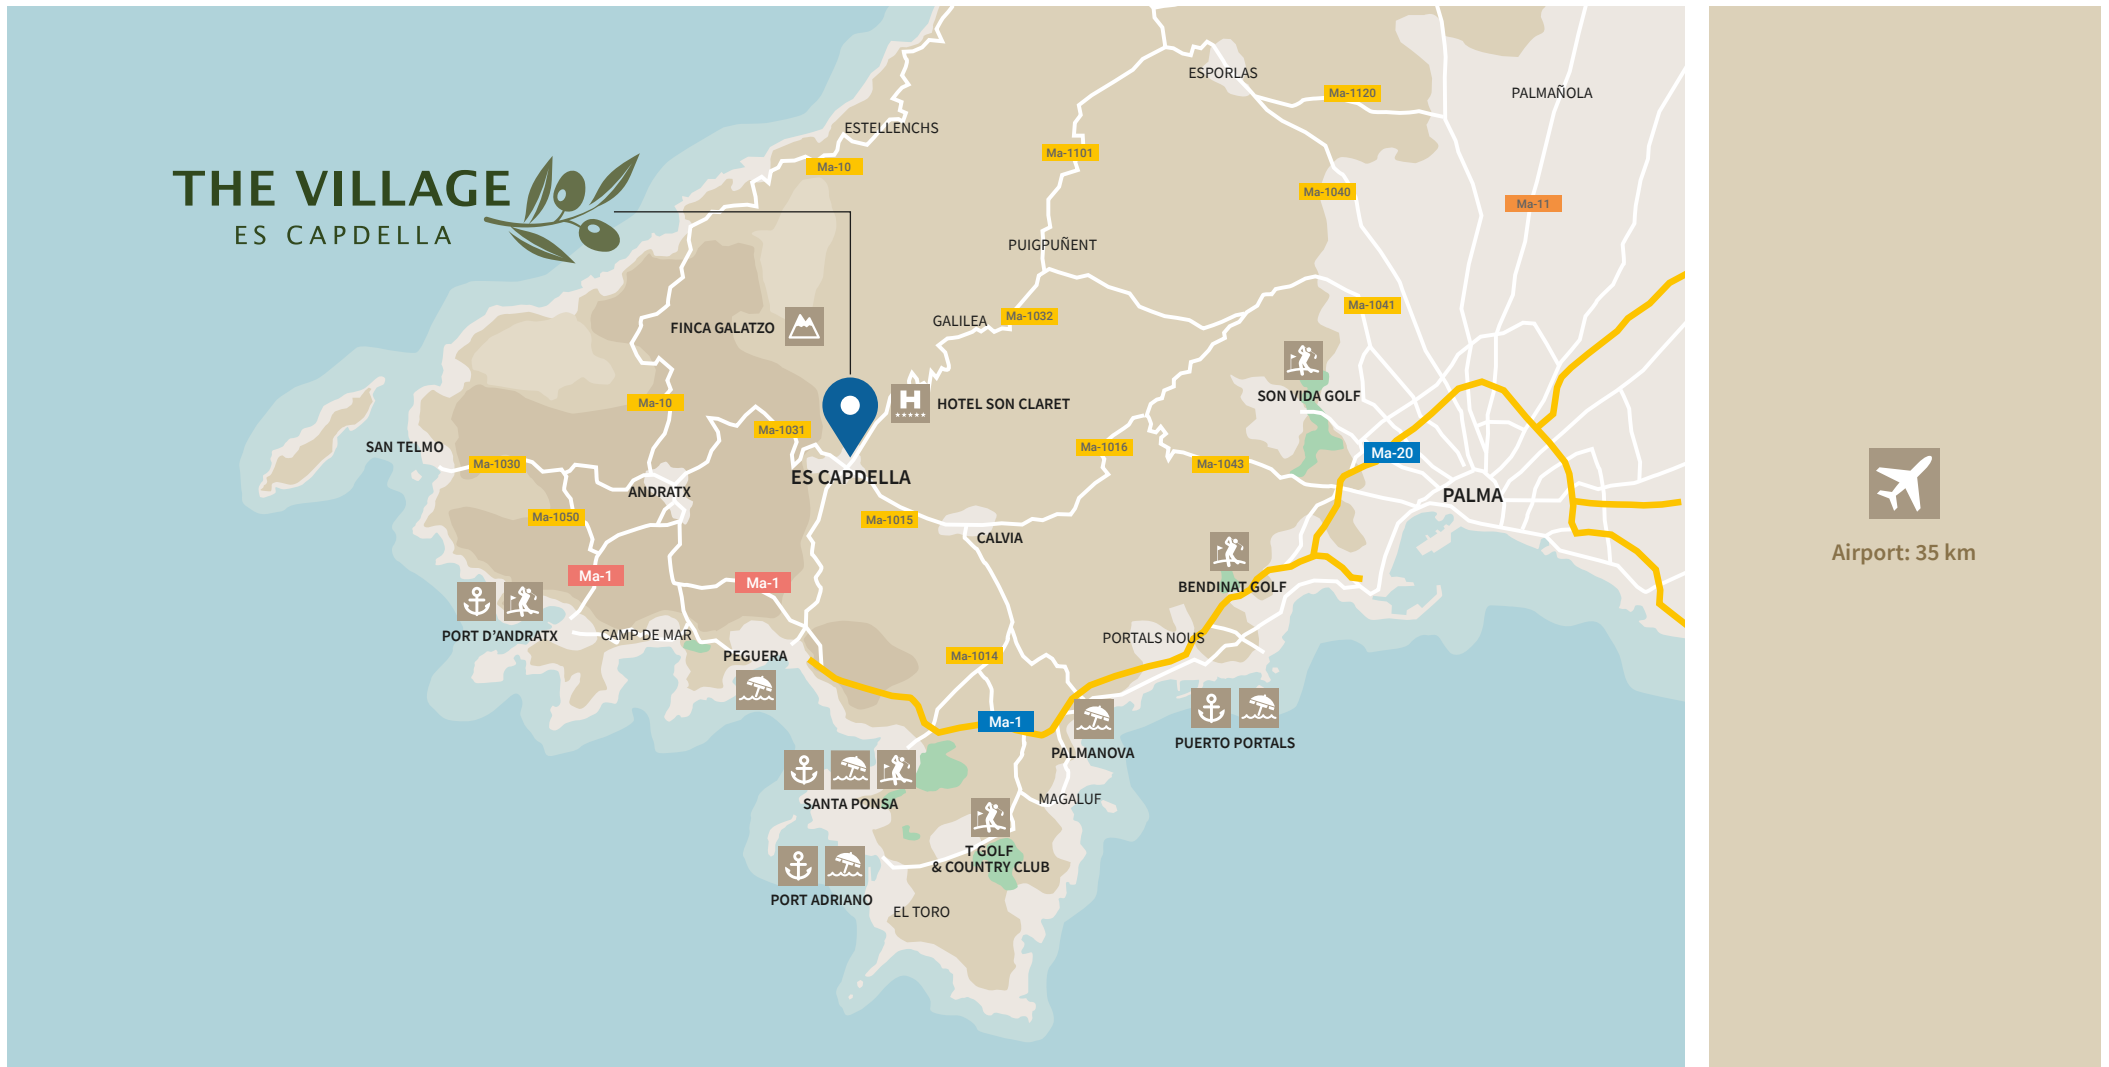 ESPORLAS
PALMAÑOLA
Ma-1120
ESTELLENCHS
Ma-1101
Ma-10
THE VILLAGE
ES CAPDELLA
Ma-1040
Ma-11
PUIGPUÑENT
Ma-1041
Ma-1032
GALILEA
FINCA GALATZO
SON VIDA GOLF
Ma-10
H
HOTEL SON CLARET
Ma-1031
SAN TELMO
Ma-1016
Ma-20
Ma-1030
Ma-1043
ES CAPDELLA
ANDRATX
PALMA
Ma-1050
Ma-1015
CALVIA
Airport: 35 km
Ma-1
Ma-1
BENDINAT GOLF
PORT D’ANDRATX
CAMP DE MAR
PORTALS NOUS
PEGUERA
Ma-1014
Ma-1
PUERTO PORTALS
PALMANOVA
SANTA PONSA
MAGALUF
T GOLF
& COUNTRY CLUB
PORT ADRIANO
EL TORO